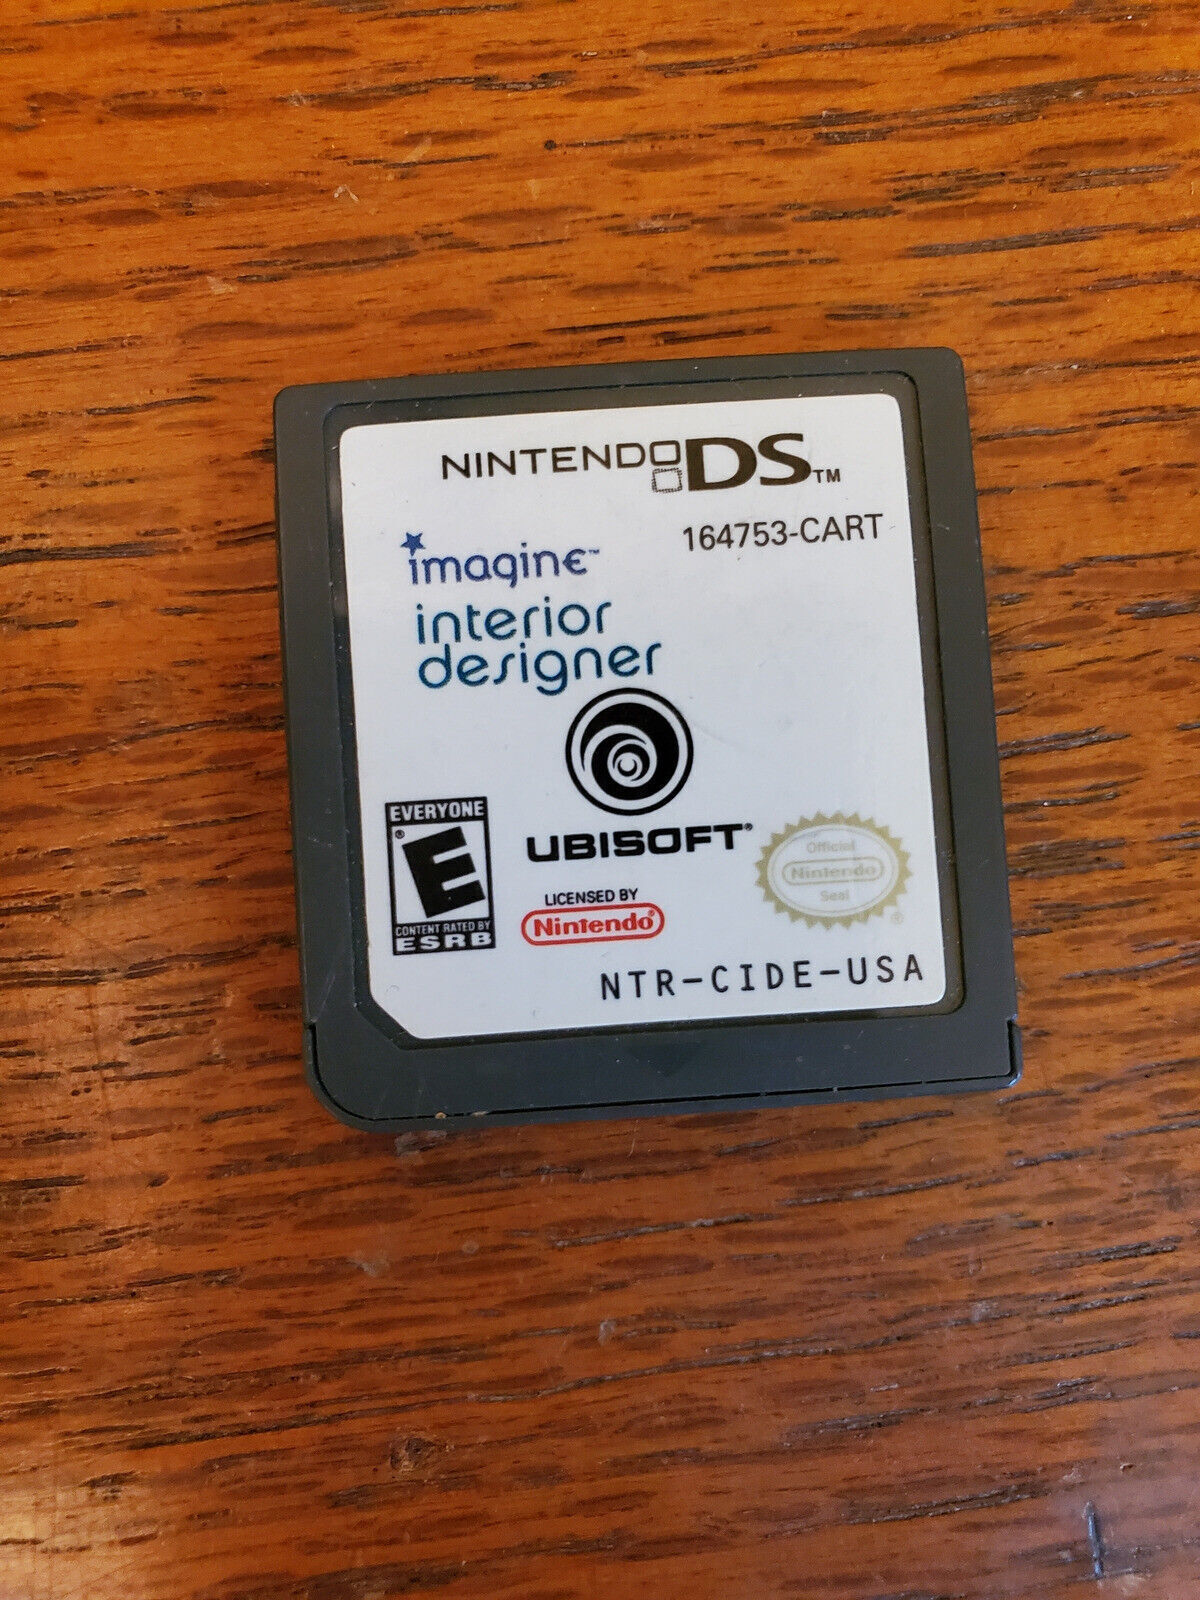 NINTENDO DS™
164753-CART
imagine™
interior
designer
UBISOFT®
EVERYONE
E®
CONTENT RATED BY
ESRB
LICENSED BY
Nintendo®
Official
Nintendo
Seal
®
NTR-CIDE-USA